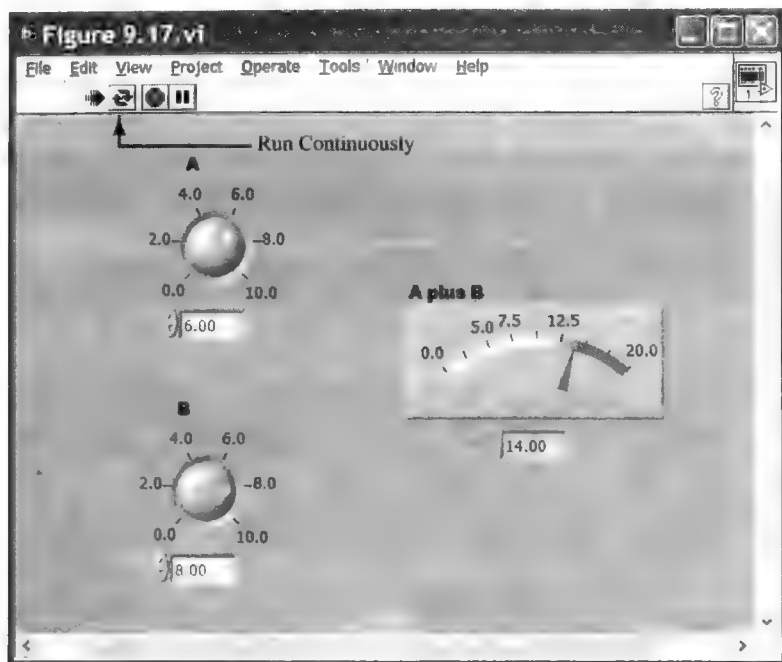 Figure 9.17.vi
File Edit View Project Operate Tools Window Help
1
Run Continuously
A
4.0 6.0
2.0 8.0
0.0 10.0
6.00
A plus B
0.0 5.0 7.5 12.5 20.0
14.00
B
4.0 6.0
2.0 8.0
0.0 10.0
8.00